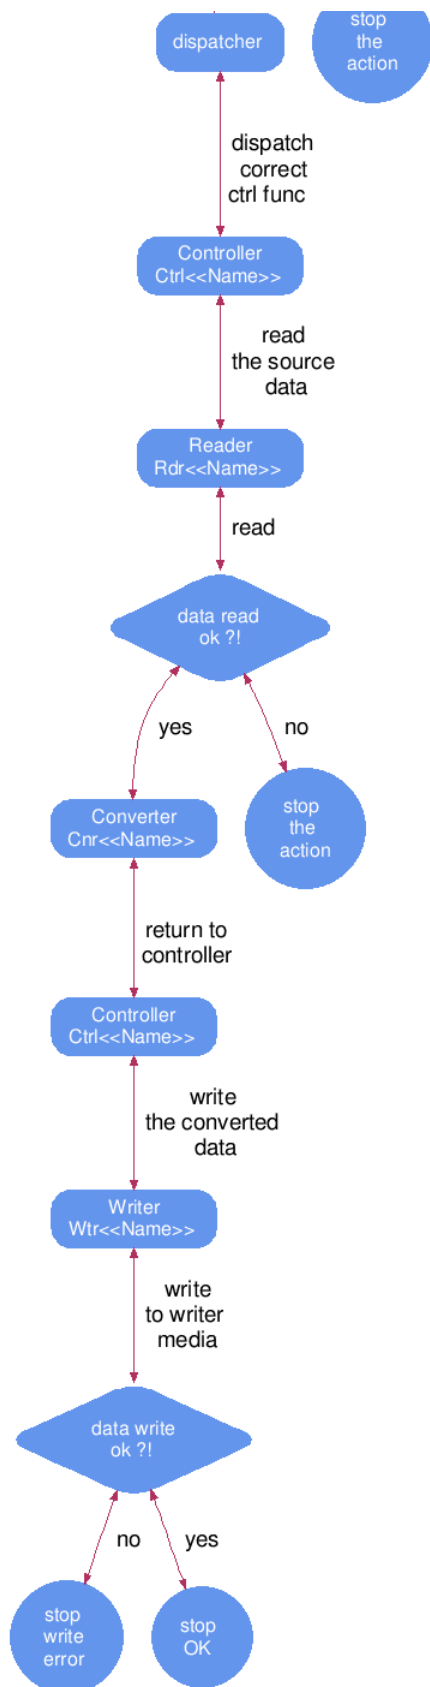 dispatcher
stop
the
action
dispatch
correct
ctrl func
Controller
Ctrl<<Name>>
read
the source
data
Reader
Rdr<<Name>>
read
data read
ok ?!
yes
no
Converter
Cnr<<Name>>
stop
the
action
return to
controller
Controller
Ctrl<<Name>>
write
the converted
data
Writer
Wtr<<Name>>
write
to writer
media
data write
ok ?!
no
yes
stop
write
error
stop
OK